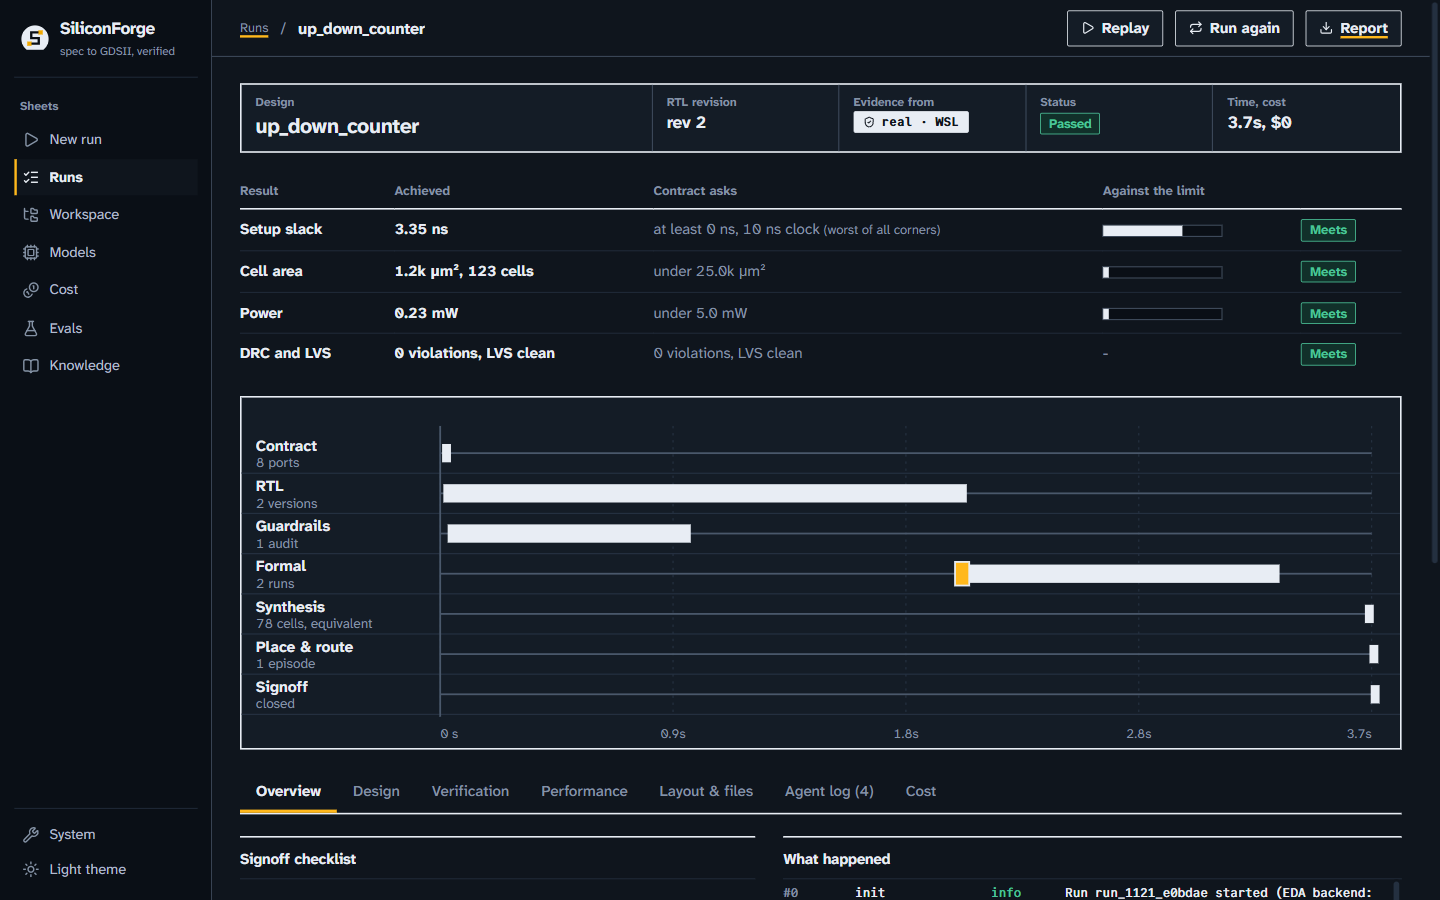 SiliconForge
spec to GDSII, verified
Sheets
New run
Runs
Workspace
Models
Cost
Evals
Knowledge
System
Light theme
Runs / up_down_counter
Replay
Run again
Report
Design
up_down_counter
RTL revision
rev 2
Evidence from
real · WSL
Status
Passed
Time, cost
3.7s, $0
Result Achieved Contract asks Against the limit
Setup slack 3.35 ns at least 0 ns, 10 ns clock (worst of all corners) Meets
Cell area 1.2k µm², 123 cells under 25.0k µm² Meets
Power 0.23 mW under 5.0 mW Meets
DRC and LVS 0 violations, LVS clean 0 violations, LVS clean - Meets
Contract
8 ports
RTL
2 versions
Guardrails
1 audit
Formal
2 runs
Synthesis
78 cells, equivalent
Place & route
1 episode
Signoff
closed
0 s 0.9s 1.8s 2.8s 3.7s
Overview Design Verification Performance Layout & files Agent log (4) Cost
Signoff checklist
What happened
#0 init info Run run_1121_e0bdae started (EDA backend: